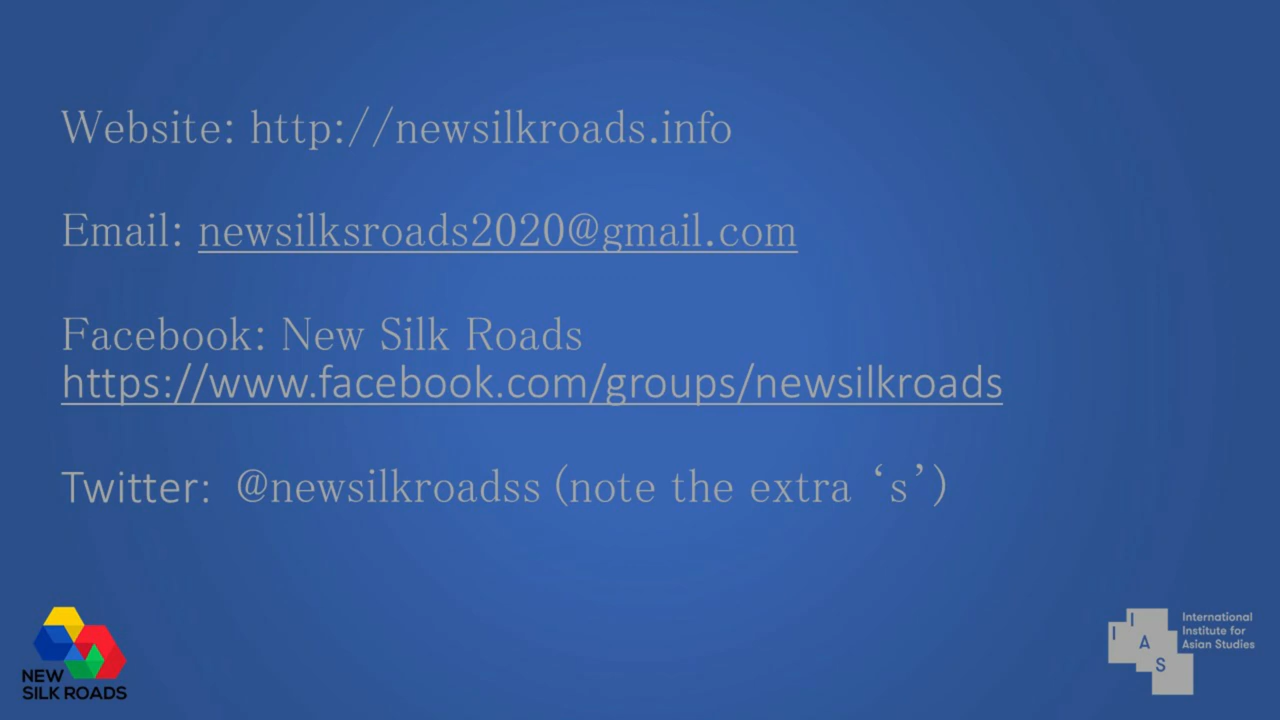 Website: http://newsilkroads.info
Email: newsilksroads2020@gmail.com
Facebook: New Silk Roads
https://www.facebook.com/groups/newsilkroads
Twitter: @newsilkroadss (note the extra ‘s’)
NEW
SILK ROADS
I I A S
International
Institute for
Asian Studies